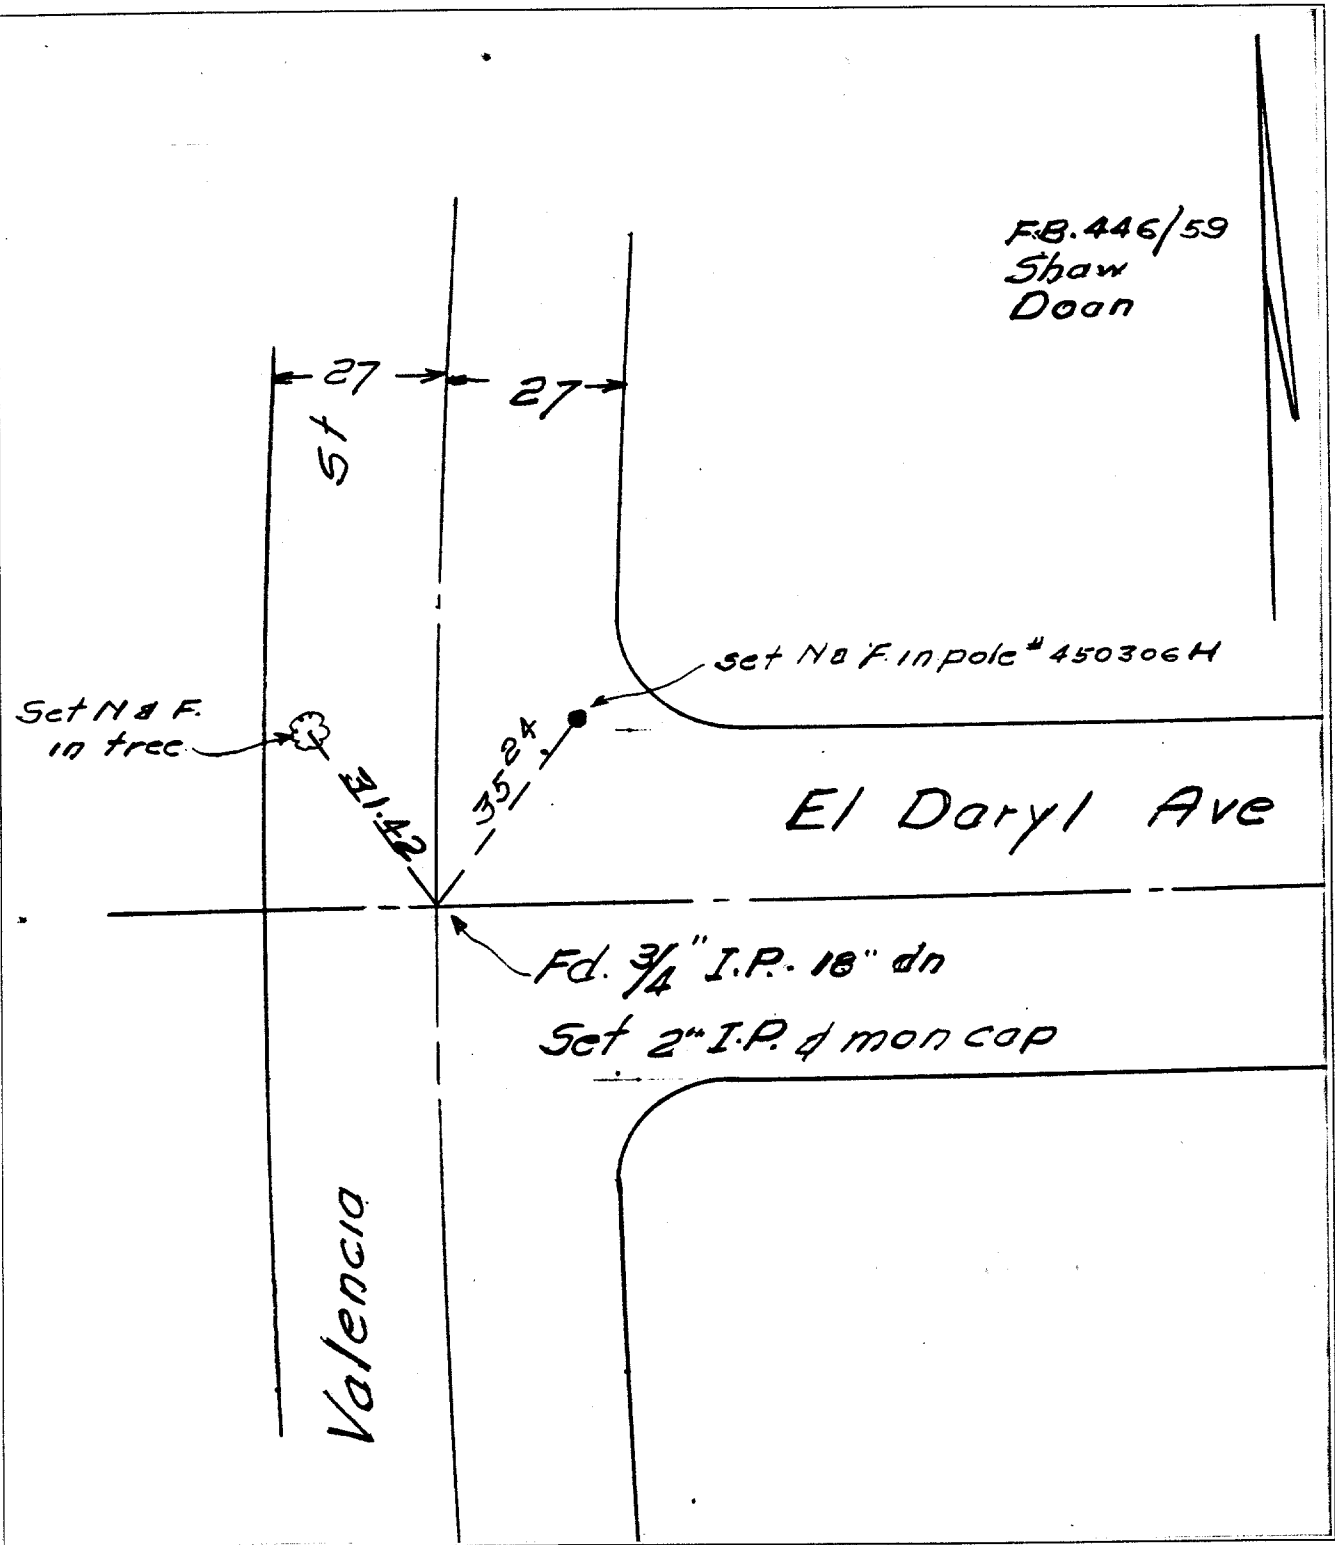 F.B. 446/59
Shaw
Doan
27
27
St
set N & F. in pole # 450306 H
Set N & F.
in tree
31.42
35.24
El Daryl Ave
Fd. 3/4" I.P. 18" dn
Set 2" I.P. & mon cap
Valencia